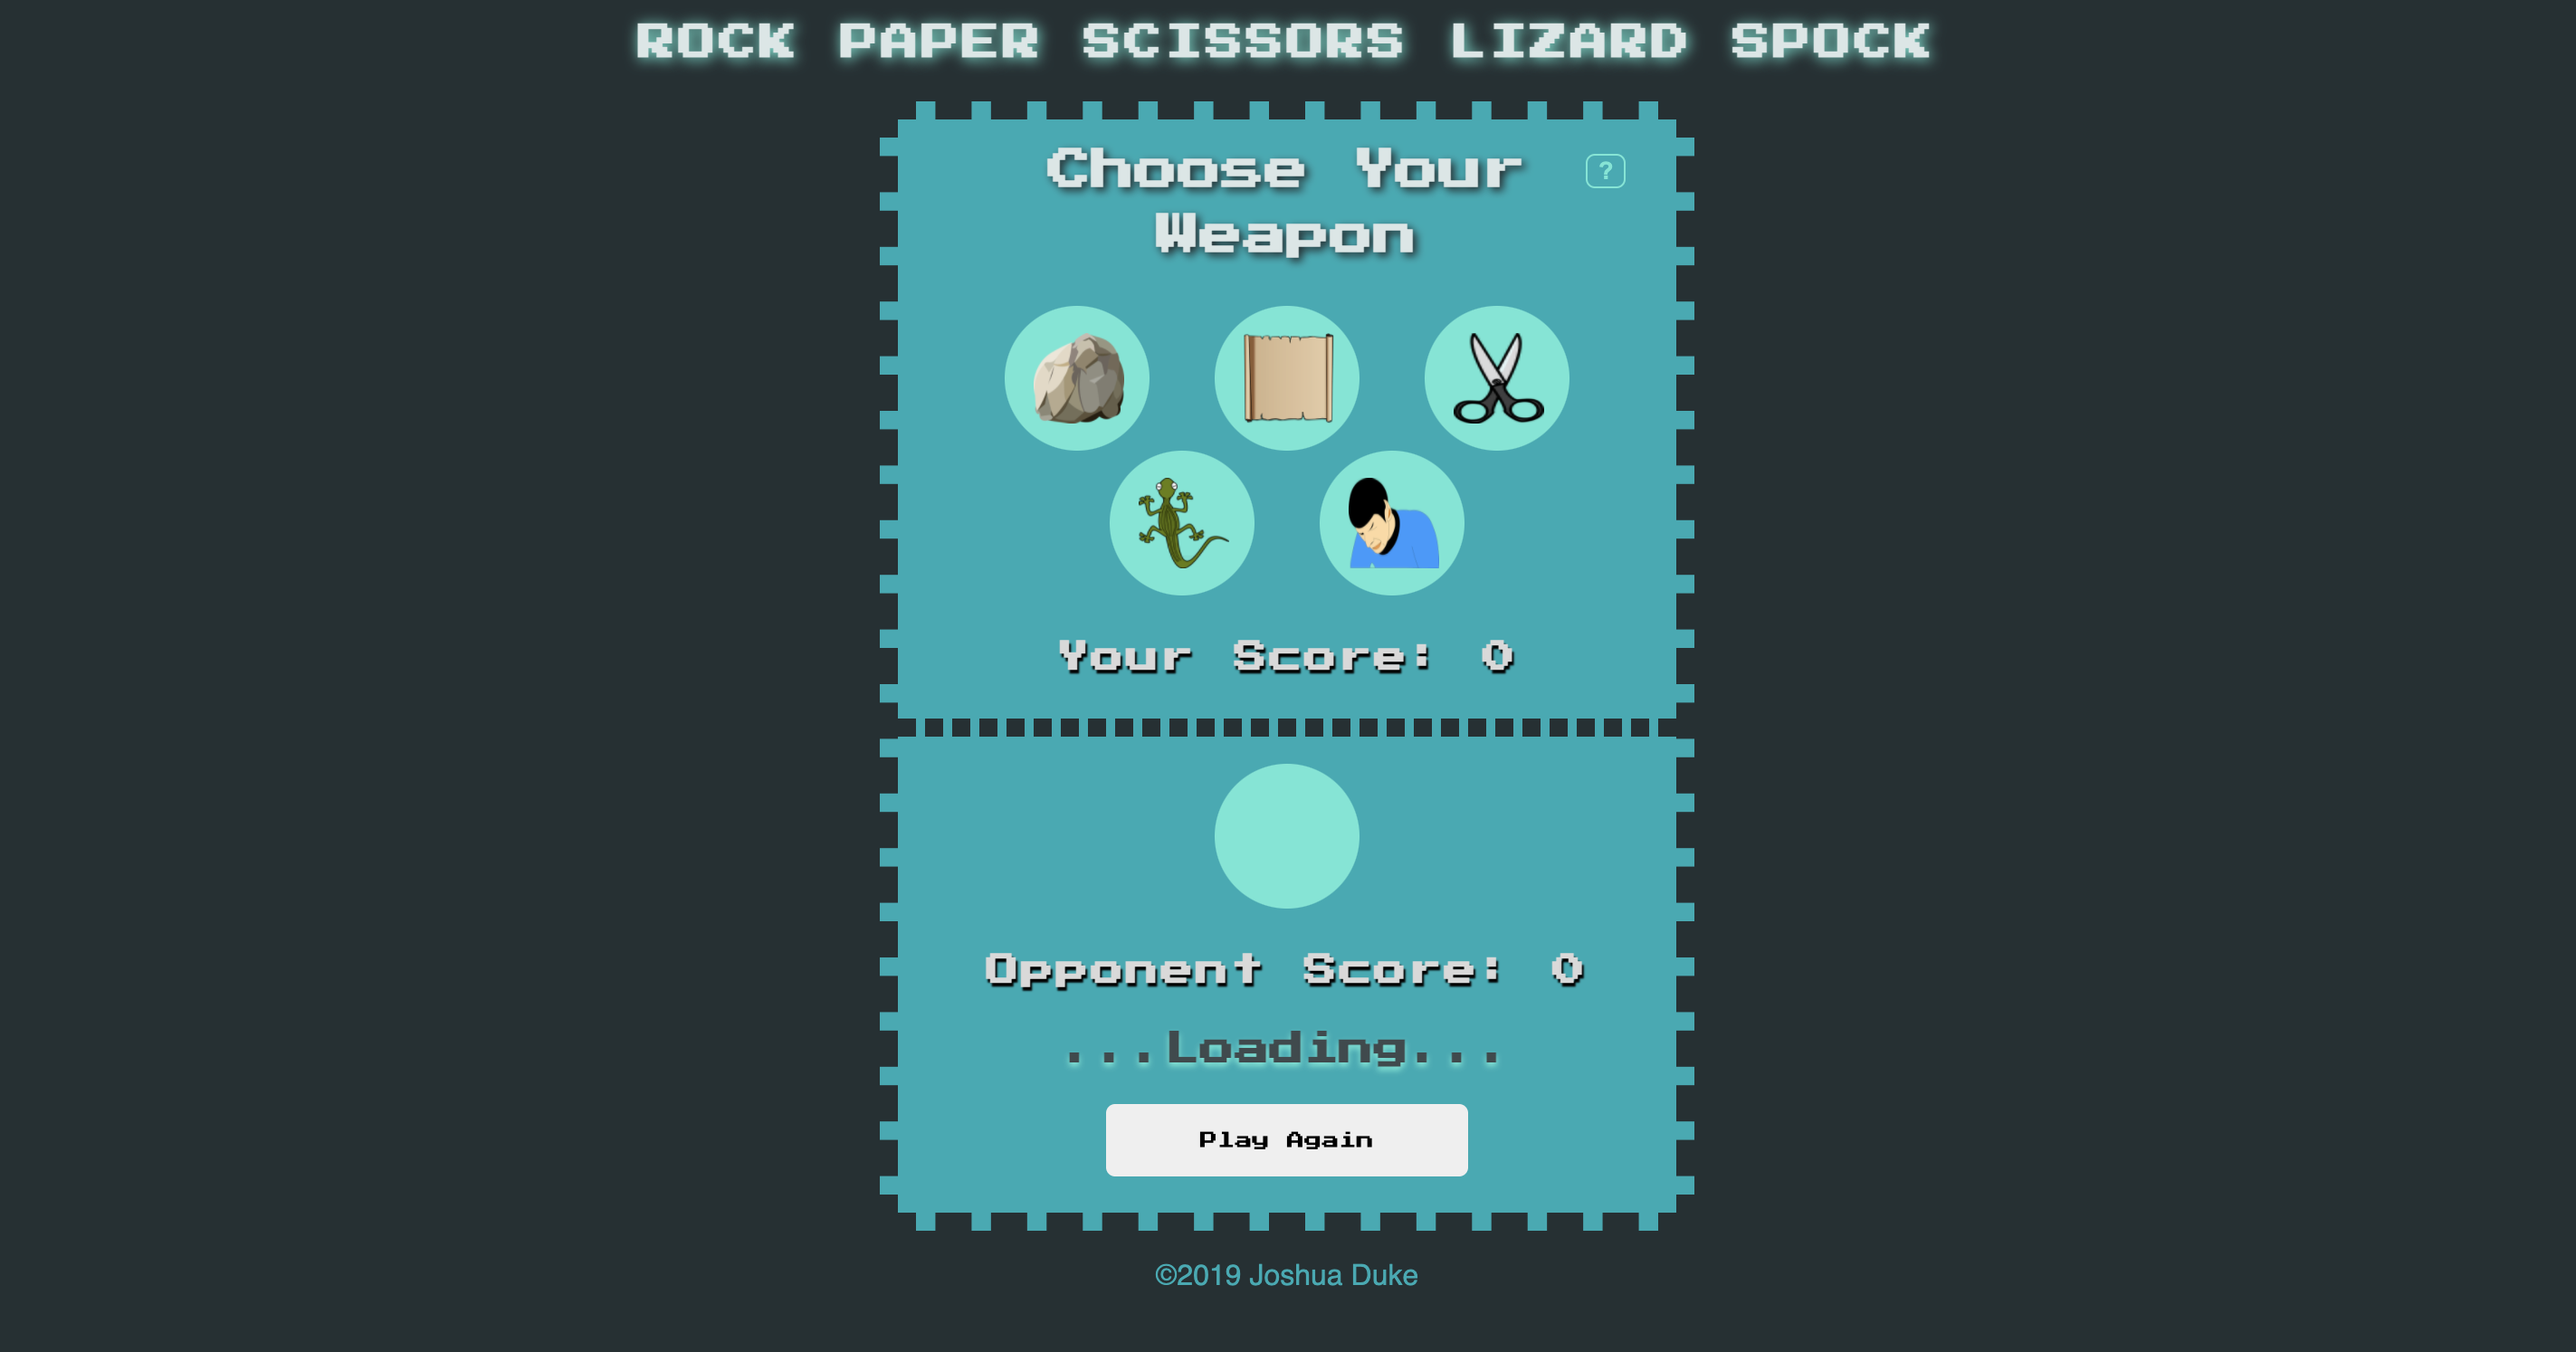 ROCK PAPER SCISSORS LIZARD SPOCK
Choose Your
?
Weapon
Your Score: 0
Opponent Score: 0
...Loading...
Play Again
©2019 Joshua Duke